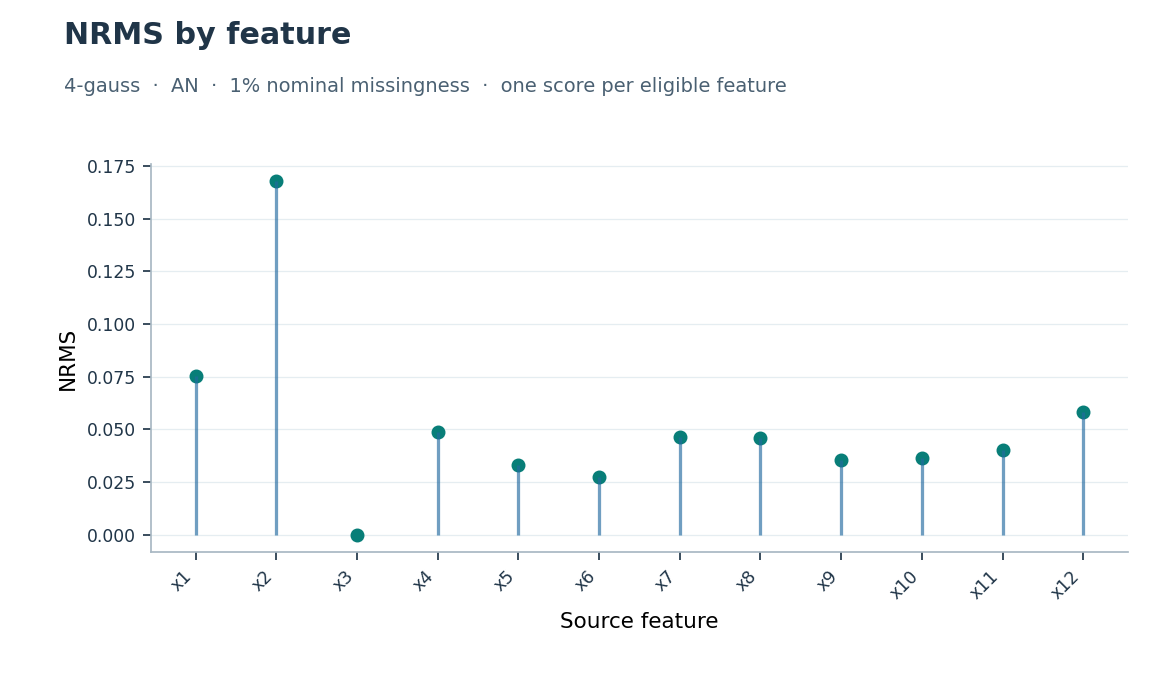 NRMS by feature
4-gauss · AN · 1% nominal missingness · one score per eligible feature
0.175
0.150
0.125
0.100
0.075
0.050
0.025
0.000
NRMS
x1 x2 x3 x4 x5 x6 x7 x8 x9 x10 x11 x12
Source feature